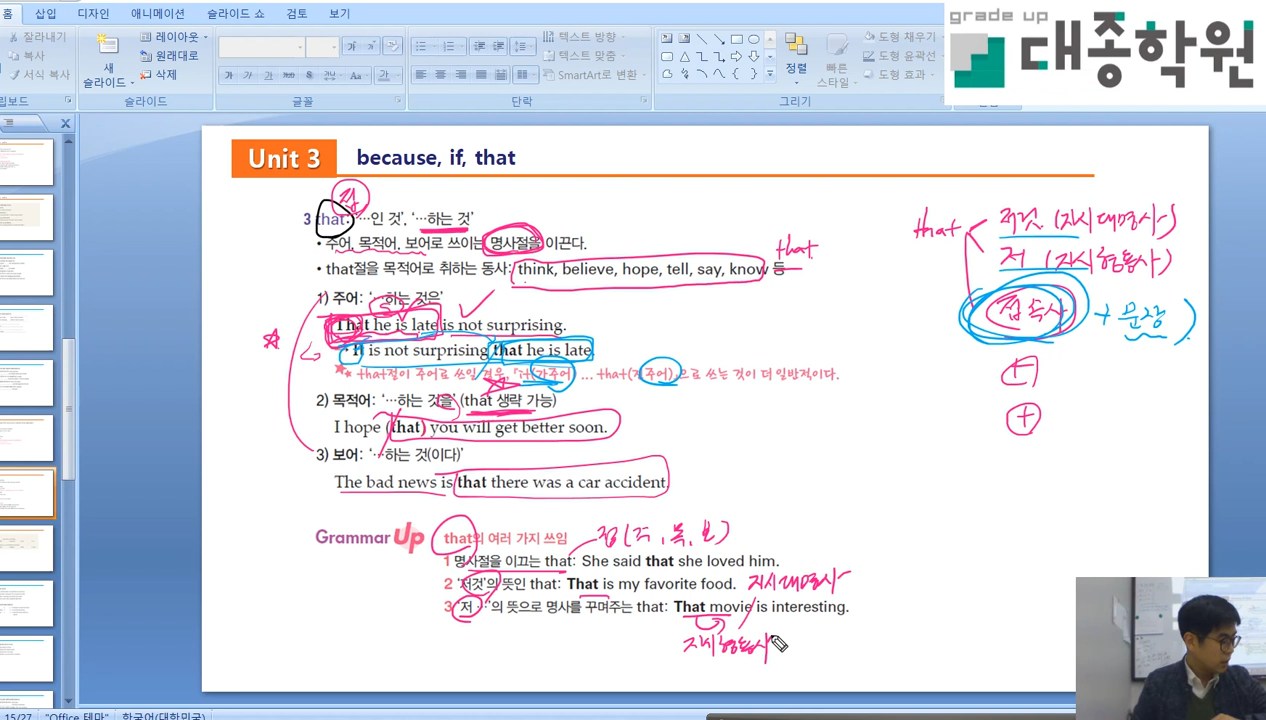 홈 삽입 디자인 애니메이션 슬라이드 쇼 검토 보기
잘라내기
복사
서식 복사
새 슬라이드
레이아웃
원래대로
삭제
텍스트 방향
텍스트 맞춤
SmartArt로 변환
정렬
빠른 스타일
도형 채우기
도형 윤곽선
도형 효과
립보드 슬라이드 글꼴 단락 그리기
grade up
대종학원
Unit 3 because, if, that
접
3 that: '…인 것', '…하는 것'
• 주어, 목적어, 보어로 쓰이는 명사절을 이끈다.
that
• that절을 목적어로 취하는 동사: think, believe, hope, tell, say, know 등
1) 주어: '…하는 것은'
S
That he is late is not surprising.
It is not surprising that he is late.
* that절이 주어로 쓰일 경우, 'it(가주어) ... that(진주어)'으로 쓰는 것이 더 일반적이다.
2) 목적어: '…하는 것을' (that 생략 가능)
I hope (that) you will get better soon.
3) 보어: '…하는 것(이다)'
The bad news is that there was a car accident.
that
저것 (지시대명사)
저 (지시형용사)
접속사 + 문장
Grammar Up
that의 여러 가지 쓰임
접 (주, 목, 보)
1 명사절을 이끄는 that: She said that she loved him.
2 '저것'의 뜻인 that: That is my favorite food. 지시대명사
3 '저 …'의 뜻으로 명사를 꾸며주는 that: That movie is interesting.
지시형용사
15/27 "Office 테마" 한국어(대한민국)